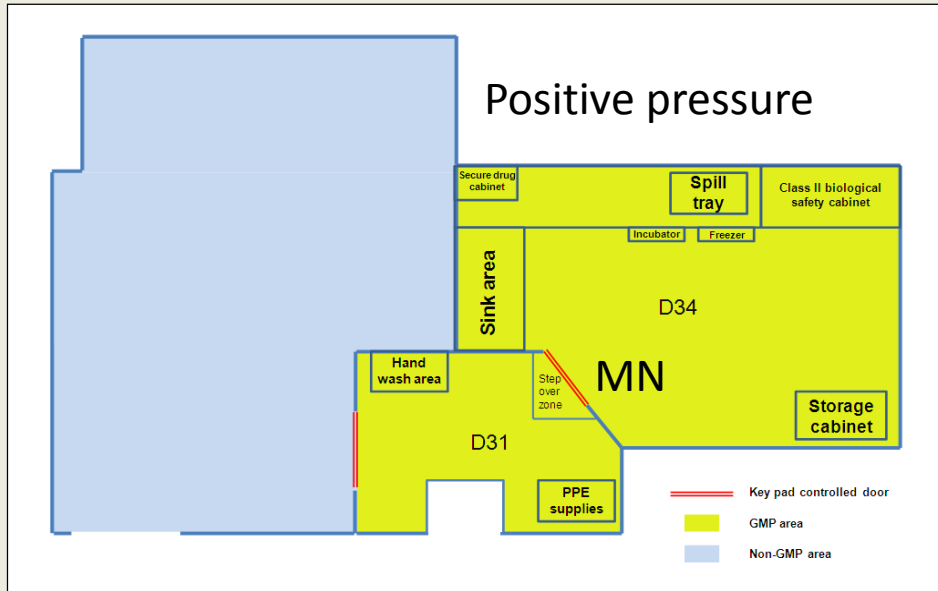 Positive pressure
Secure drug
cabinet
Spill
tray
Class II biological
safety cabinet
Incubator
Freezer
Sink area
D34
Hand
wash area
Step
over
zone
MN
Storage
cabinet
D31
PPE
supplies
Key pad controlled door
GMP area
Non-GMP area